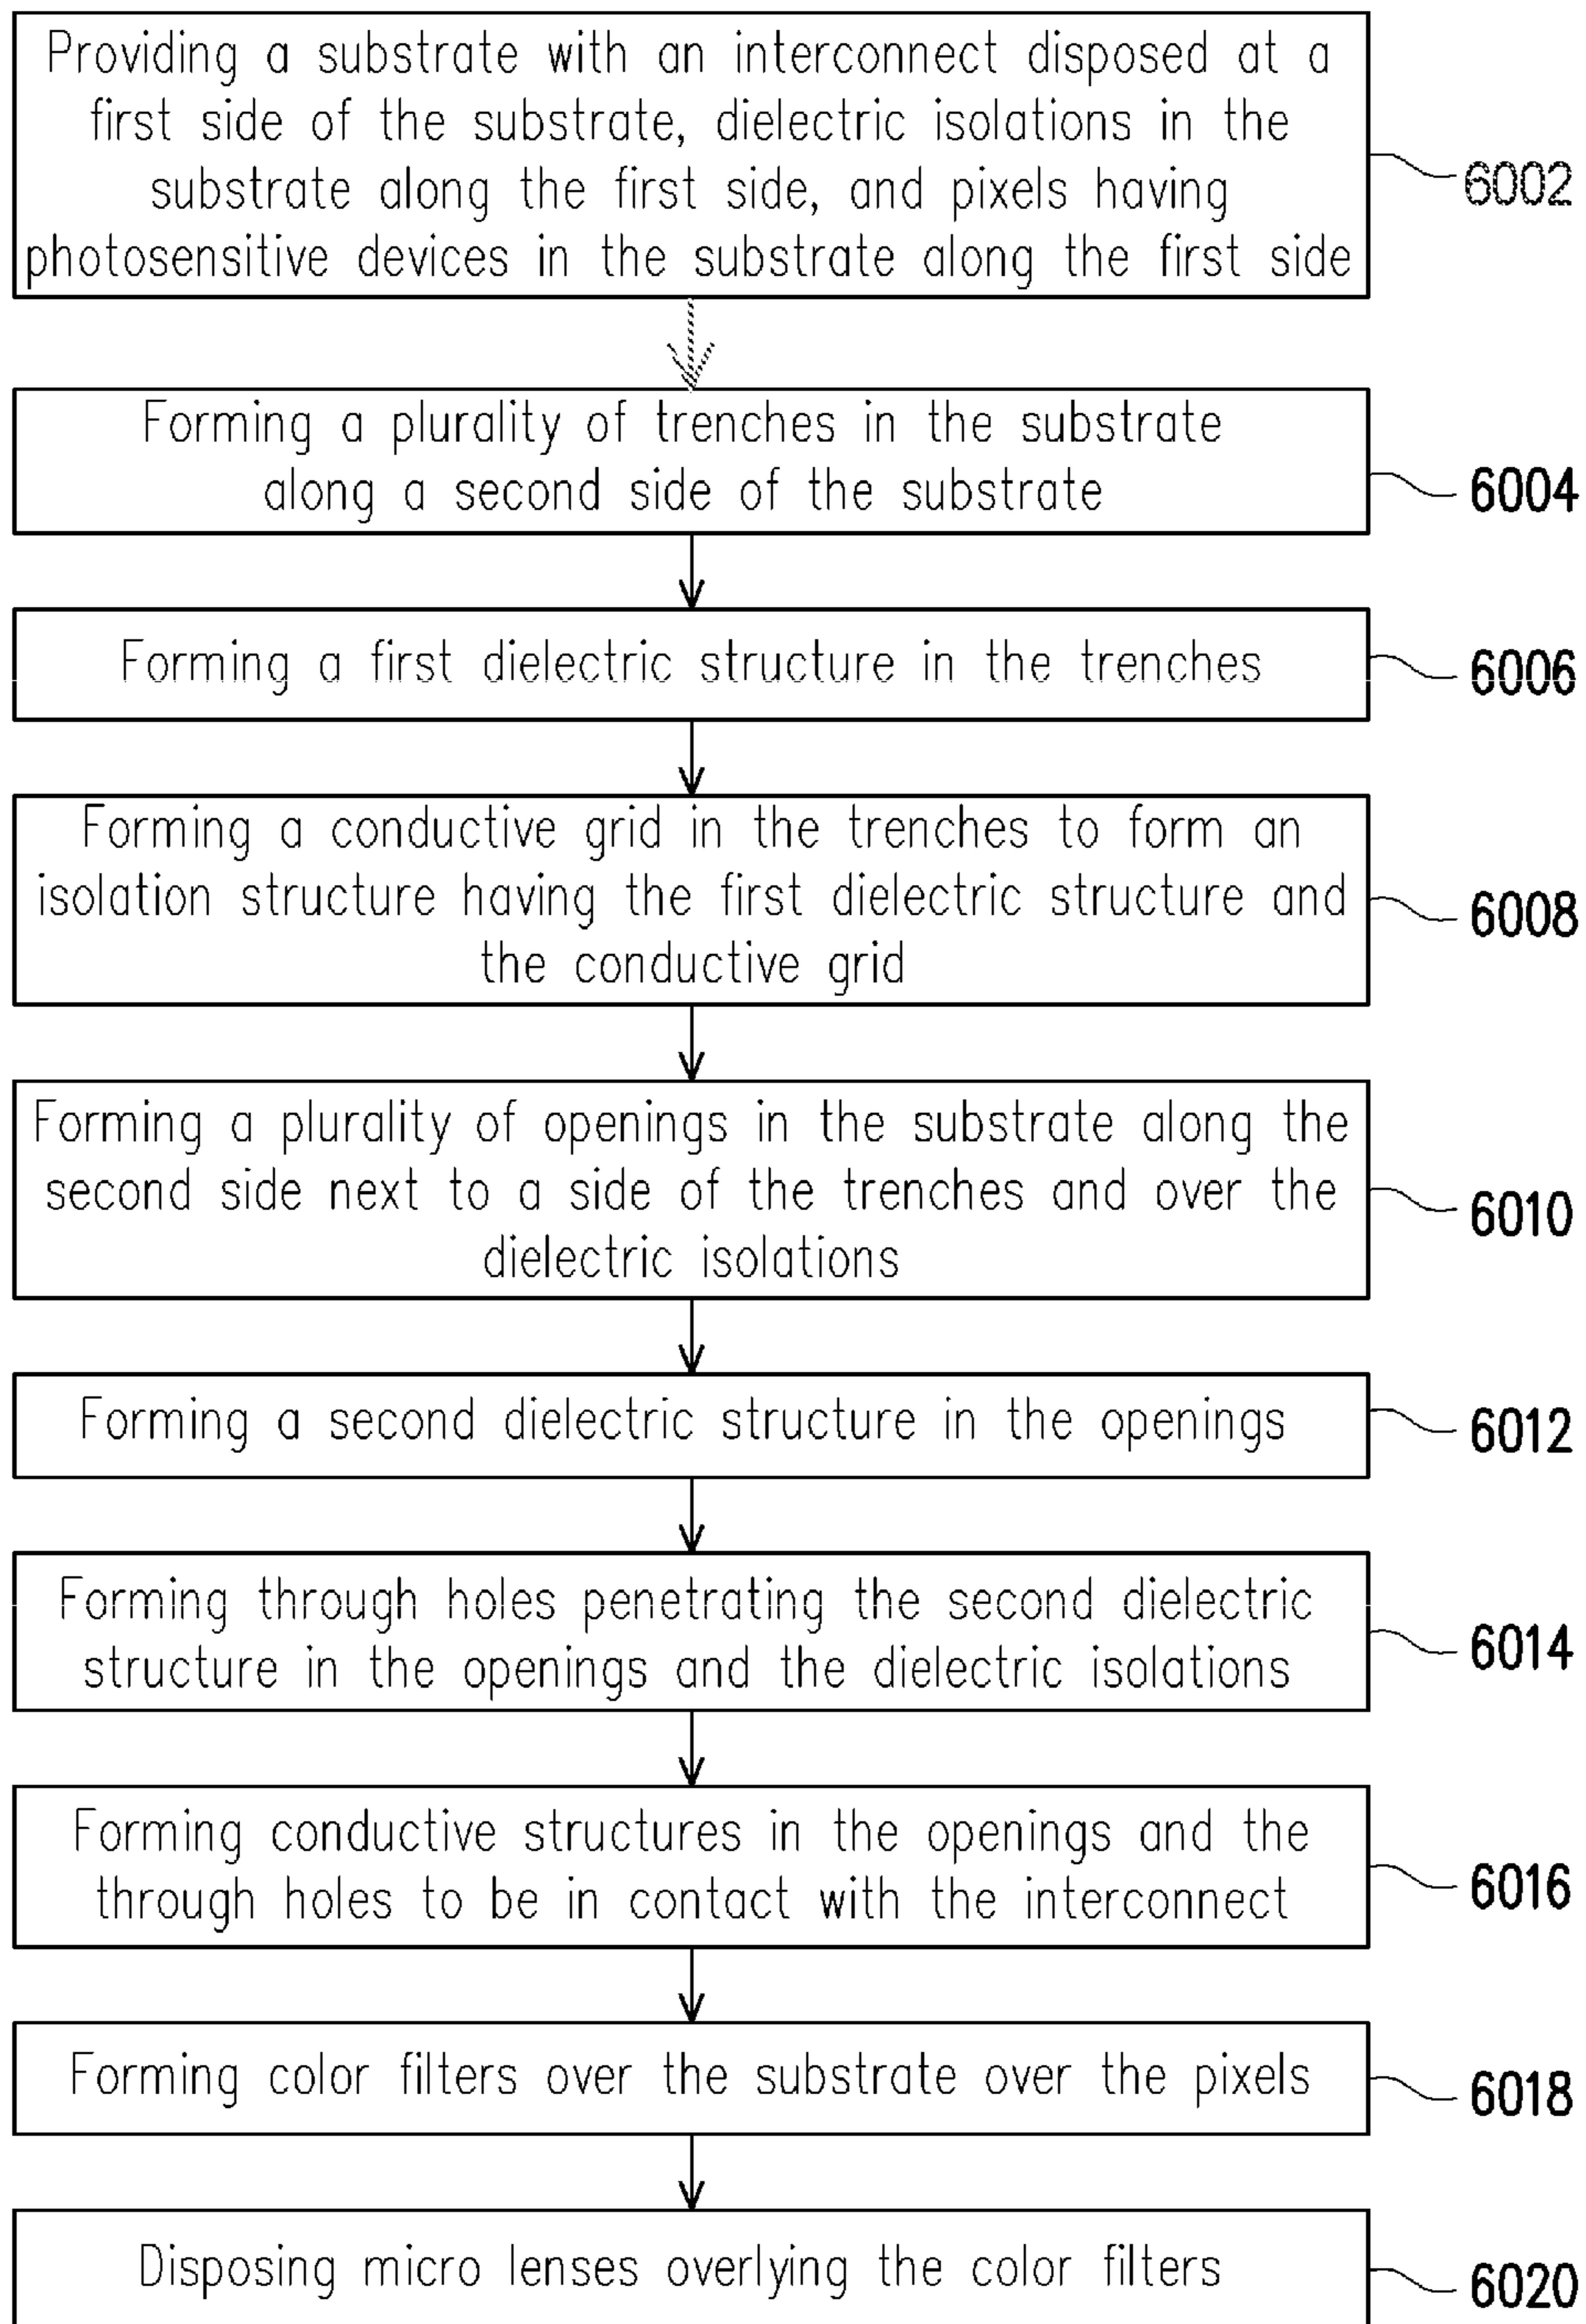 Providing a substrate with an interconnect disposed at a
first side of the substrate, dielectric isolations in the
substrate along the first side, and pixels having
photosensitive devices in the substrate along the first side
6002
Forming a plurality of trenches in the substrate
along a second side of the substrate
6004
Forming a first dielectric structure in the trenches
6006
Forming a conductive grid in the trenches to form an
isolation structure having the first dielectric structure and
the conductive grid
6008
Forming a plurality of openings in the substrate along the
second side next to a side of the trenches and over the
dielectric isolations
6010
Forming a second dielectric structure in the openings
6012
Forming through holes penetrating the second dielectric
structure in the openings and the dielectric isolations
6014
Forming conductive structures in the openings and the
through holes to be in contact with the interconnect
6016
Forming color filters over the substrate over the pixels
6018
Disposing micro lenses overlying the color filters
6020